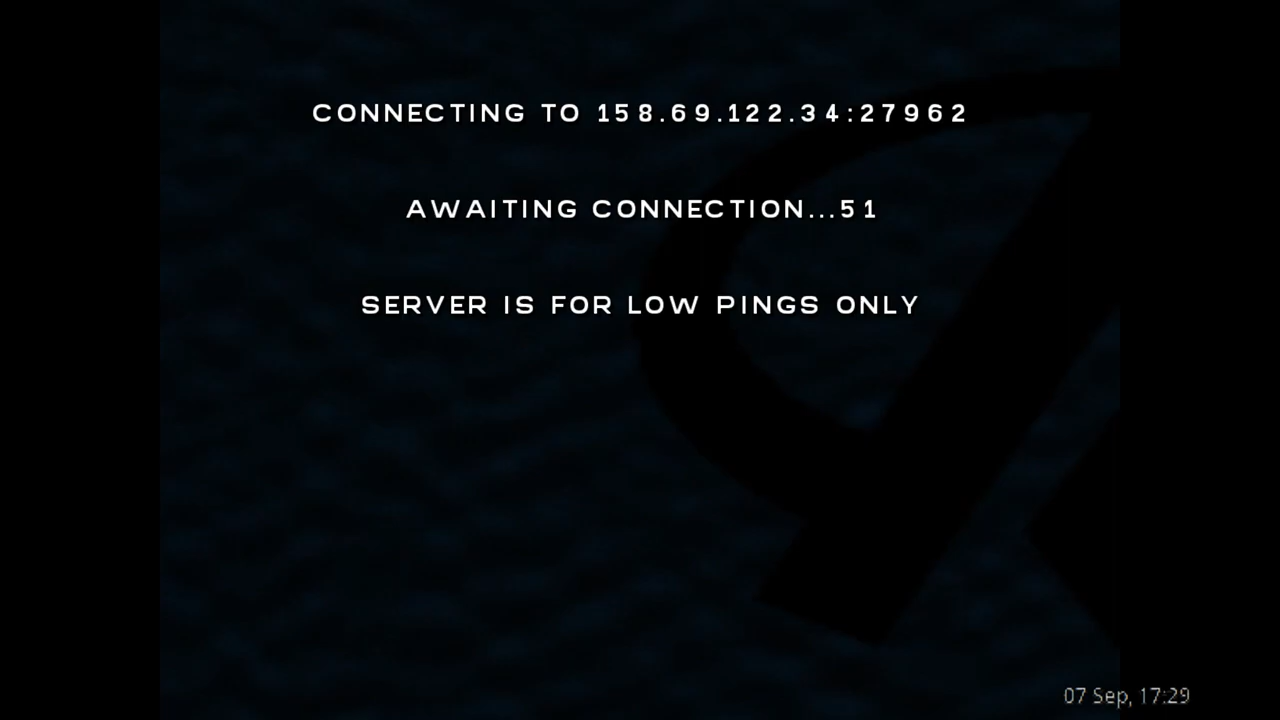 CONNECTING TO 158.69.122.34:27962
AWAITING CONNECTION...51
SERVER IS FOR LOW PINGS ONLY
07 Sep, 17:29